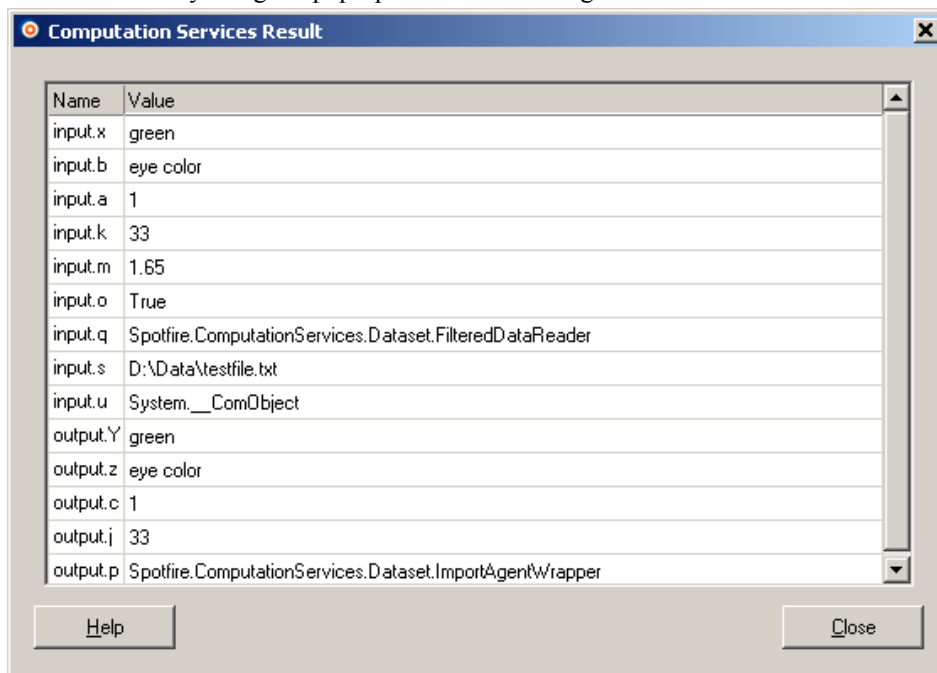 Computation Services Result
Name Value
input.x green
input.b eye color
input.a 1
input.k 33
input.m 1.65
input.o True
input.q Spotfire.ComputationServices.Dataset.FilteredDataReader
input.s D:\Data\testfile.txt
input.u System.__ComObject
output.Y green
output.z eye color
output.c 1
output.j 33
output.p Spotfire.ComputationServices.Dataset.ImportAgentWrapper
Help Close